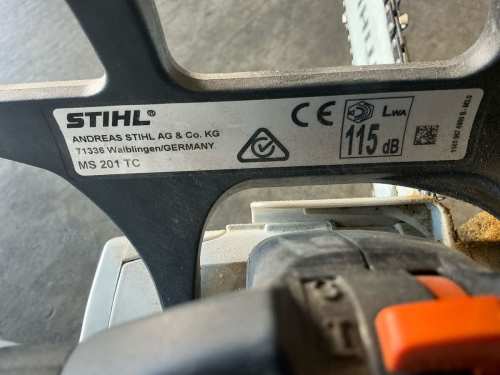 STIHL®
ANDREAS STIHL AG & Co. KG
71336 Waiblingen/GERMANY
MS 201 TC
CE
LWA
115 dB